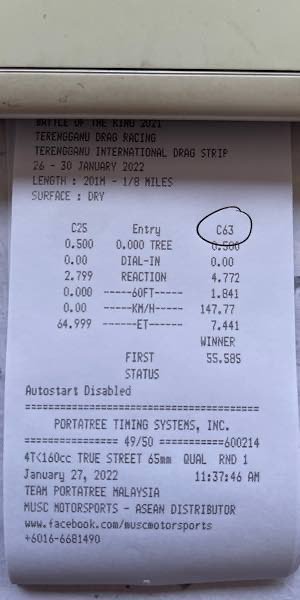 BATTLE OF THE KING 2021
TERENGGANU DRAG RACING
TERENGGANU INTERNATIONAL DRAG STRIP
26 - 30 JANUARY 2022
LENGTH : 201M - 1/8 MILES
SURFACE : DRY
C25 Entry C63
0.500 0.000 TREE 0.500
0.00 DIAL-IN 0.00
2.799 REACTION 4.772
0.000 -----60FT---- 1.841
0.00 -----KM/H---- 147.77
64.999 ------ET----- 7.441
WINNER
FIRST 55.585
STATUS
Autostart Disabled
=======================================
PORTATREE TIMING SYSTEMS, INC.
================ 49/50 ===========600214
4T<160cc TRUE STREET 65mm QUAL RND 1
January 27, 2022 11:37:46 AM
TEAM PORTATREE MALAYSIA
MUSC MOTORSPORTS - ASEAN DISTRIBUTOR
www.facebook.com/muscmotorsports
+6016-6681490